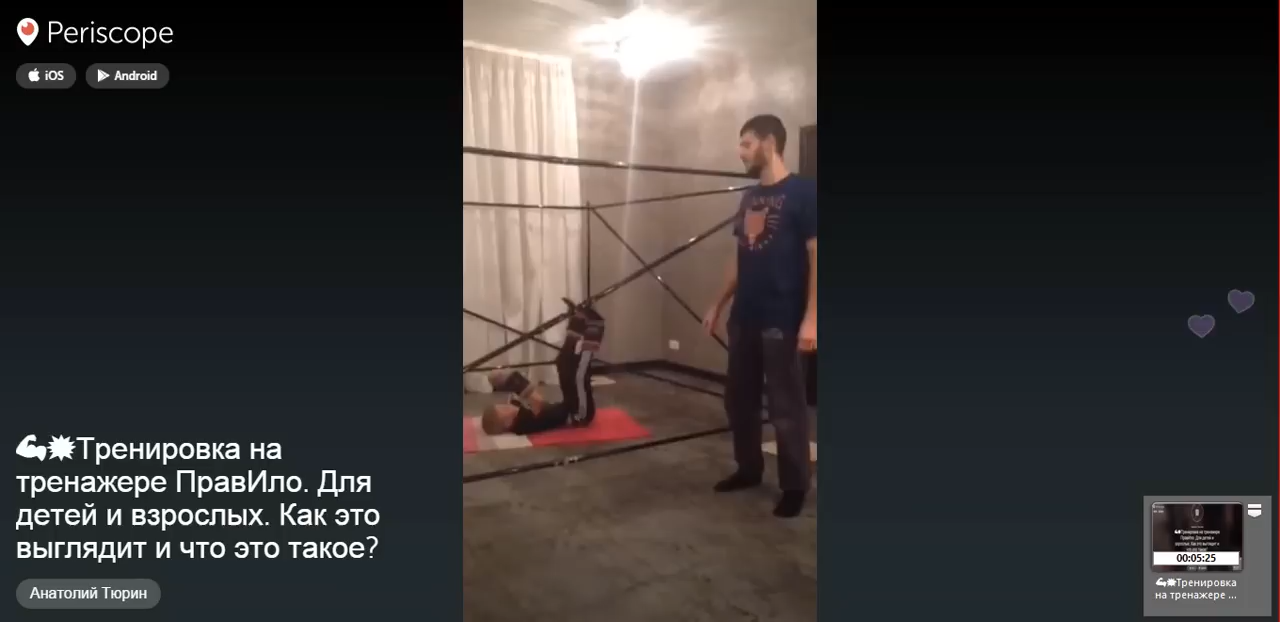 Periscope
iOS
Android
Тренировка на
тренажере ПравИло. Для
детей и взрослых. Как это
выглядит и что это такое?
Анатолий Тюрин
00:05:25
Тренировка
на тренажере ...